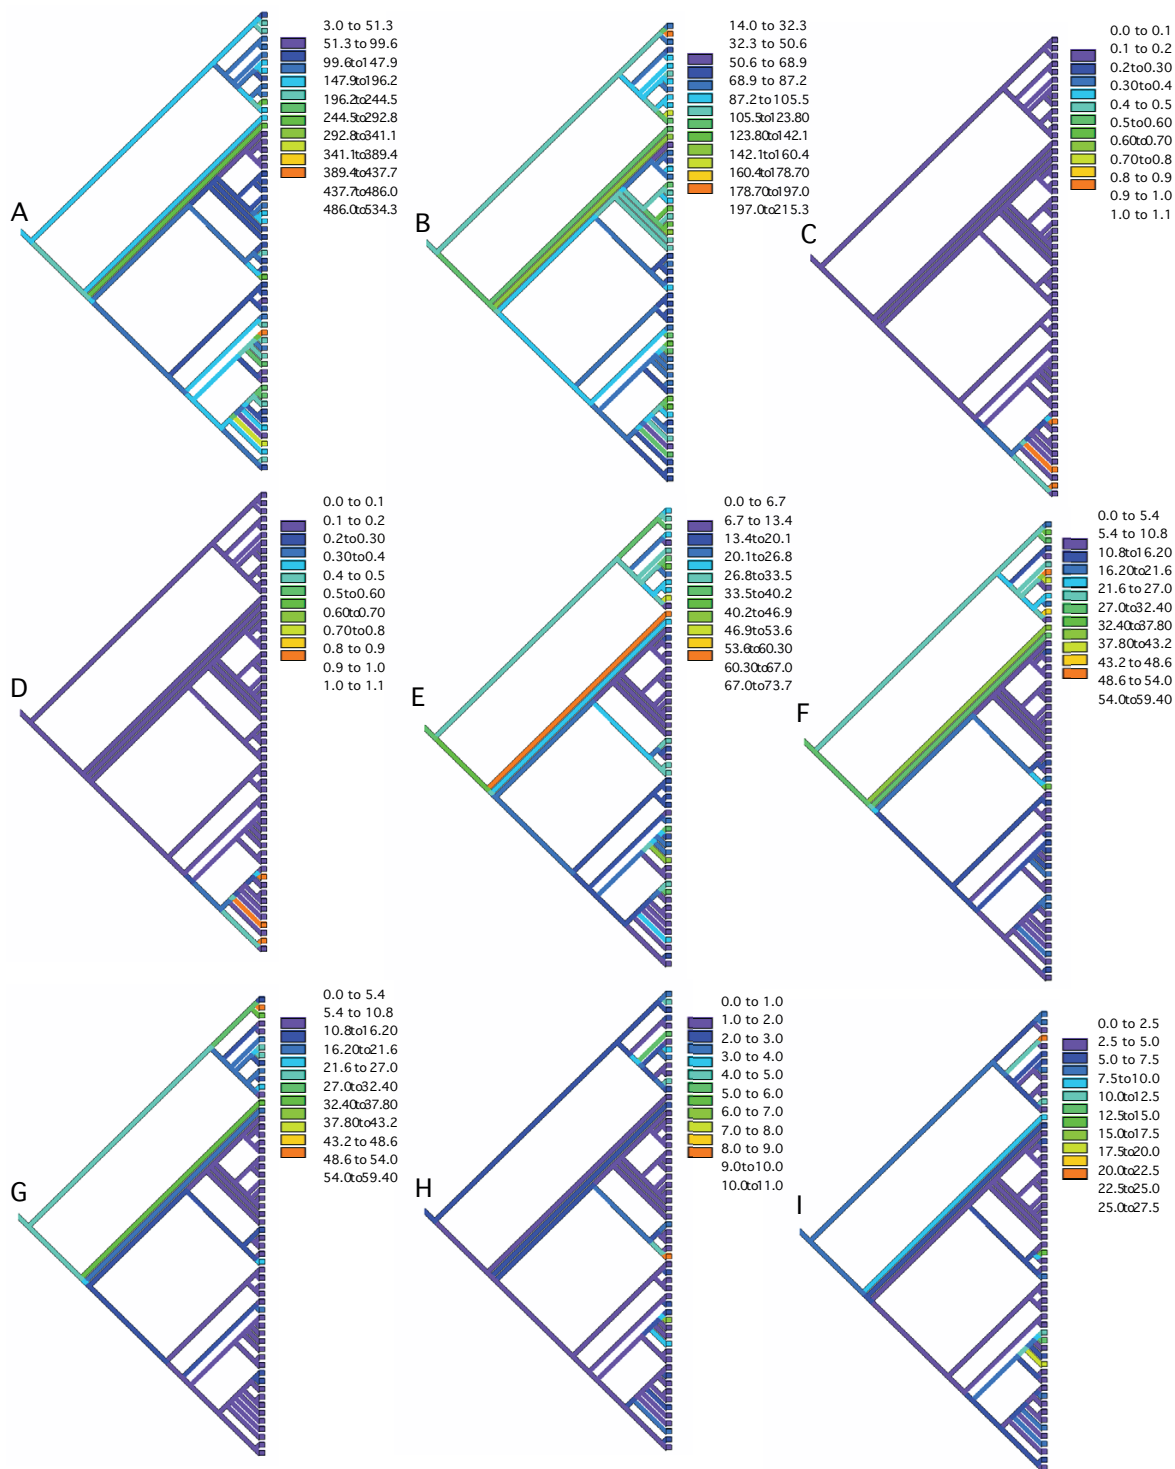 A
3.0 to 51.3
51.3 to 99.6
99.6to147.9
147.9to196.2
196.2to244.5
244.5to292.8
292.8to341.1
341.1to389.4
389.4to437.7
437.7to486.0
486.0to534.3
B
14.0 to 32.3
32.3 to 50.6
50.6 to 68.9
68.9 to 87.2
87.2 to 105.5
105.5to123.80
123.80to142.1
142.1to160.4
160.4to178.70
178.70to197.0
197.0to215.3
C
0.0 to 0.1
0.1 to 0.2
0.2to0.30
0.30to0.4
0.4 to 0.5
0.5to0.60
0.60to0.70
0.70to0.8
0.8 to 0.9
0.9 to 1.0
1.0 to 1.1
D
0.0 to 0.1
0.1 to 0.2
0.2to0.30
0.30to0.4
0.4 to 0.5
0.5to0.60
0.60to0.70
0.70to0.8
0.8 to 0.9
0.9 to 1.0
1.0 to 1.1
E
0.0 to 6.7
6.7 to 13.4
13.4to20.1
20.1to26.8
26.8to33.5
33.5to40.2
40.2to46.9
46.9to53.6
53.6to60.30
60.30to67.0
67.0to73.7
F
0.0 to 5.4
5.4 to 10.8
10.8to16.20
16.20to21.6
21.6 to 27.0
27.0to32.40
32.40to37.80
37.80to43.2
43.2 to 48.6
48.6 to 54.0
54.0to59.40
G
0.0 to 5.4
5.4 to 10.8
10.8to16.20
16.20to21.6
21.6 to 27.0
27.0to32.40
32.40to37.80
37.80to43.2
43.2 to 48.6
48.6 to 54.0
54.0to59.40
H
0.0 to 1.0
1.0 to 2.0
2.0 to 3.0
3.0 to 4.0
4.0 to 5.0
5.0 to 6.0
6.0 to 7.0
7.0 to 8.0
8.0 to 9.0
9.0to10.0
10.0to11.0
I
0.0 to 2.5
2.5 to 5.0
5.0 to 7.5
7.5to10.0
10.0to12.5
12.5to15.0
15.0to17.5
17.5to20.0
20.0to22.5
22.5to25.0
25.0to27.5